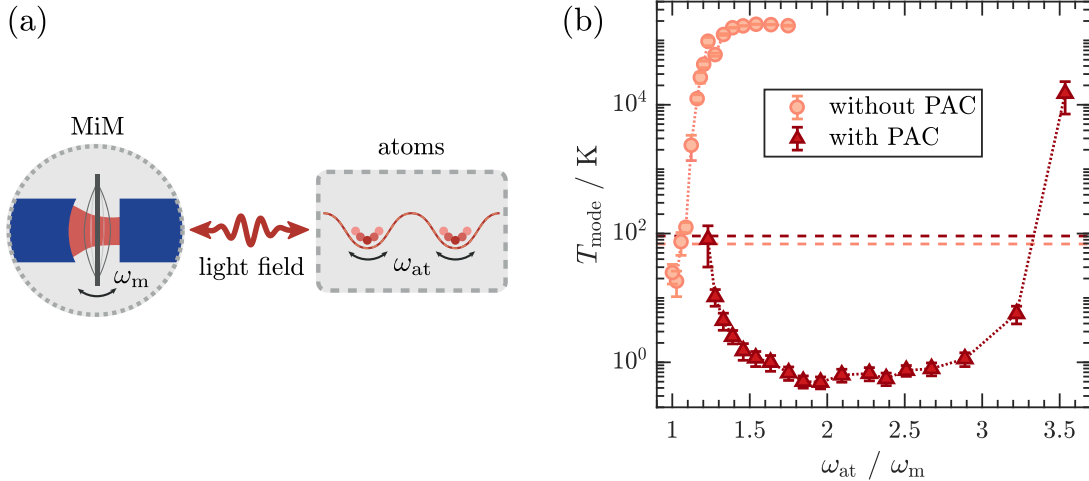 (a)
MiM
ω_m
light field
atoms
ω_at
(b)
T_mode / K
10^4
10^2
10^0
without PAC
with PAC
1 1.5 2 2.5 3 3.5
ω_at / ω_m